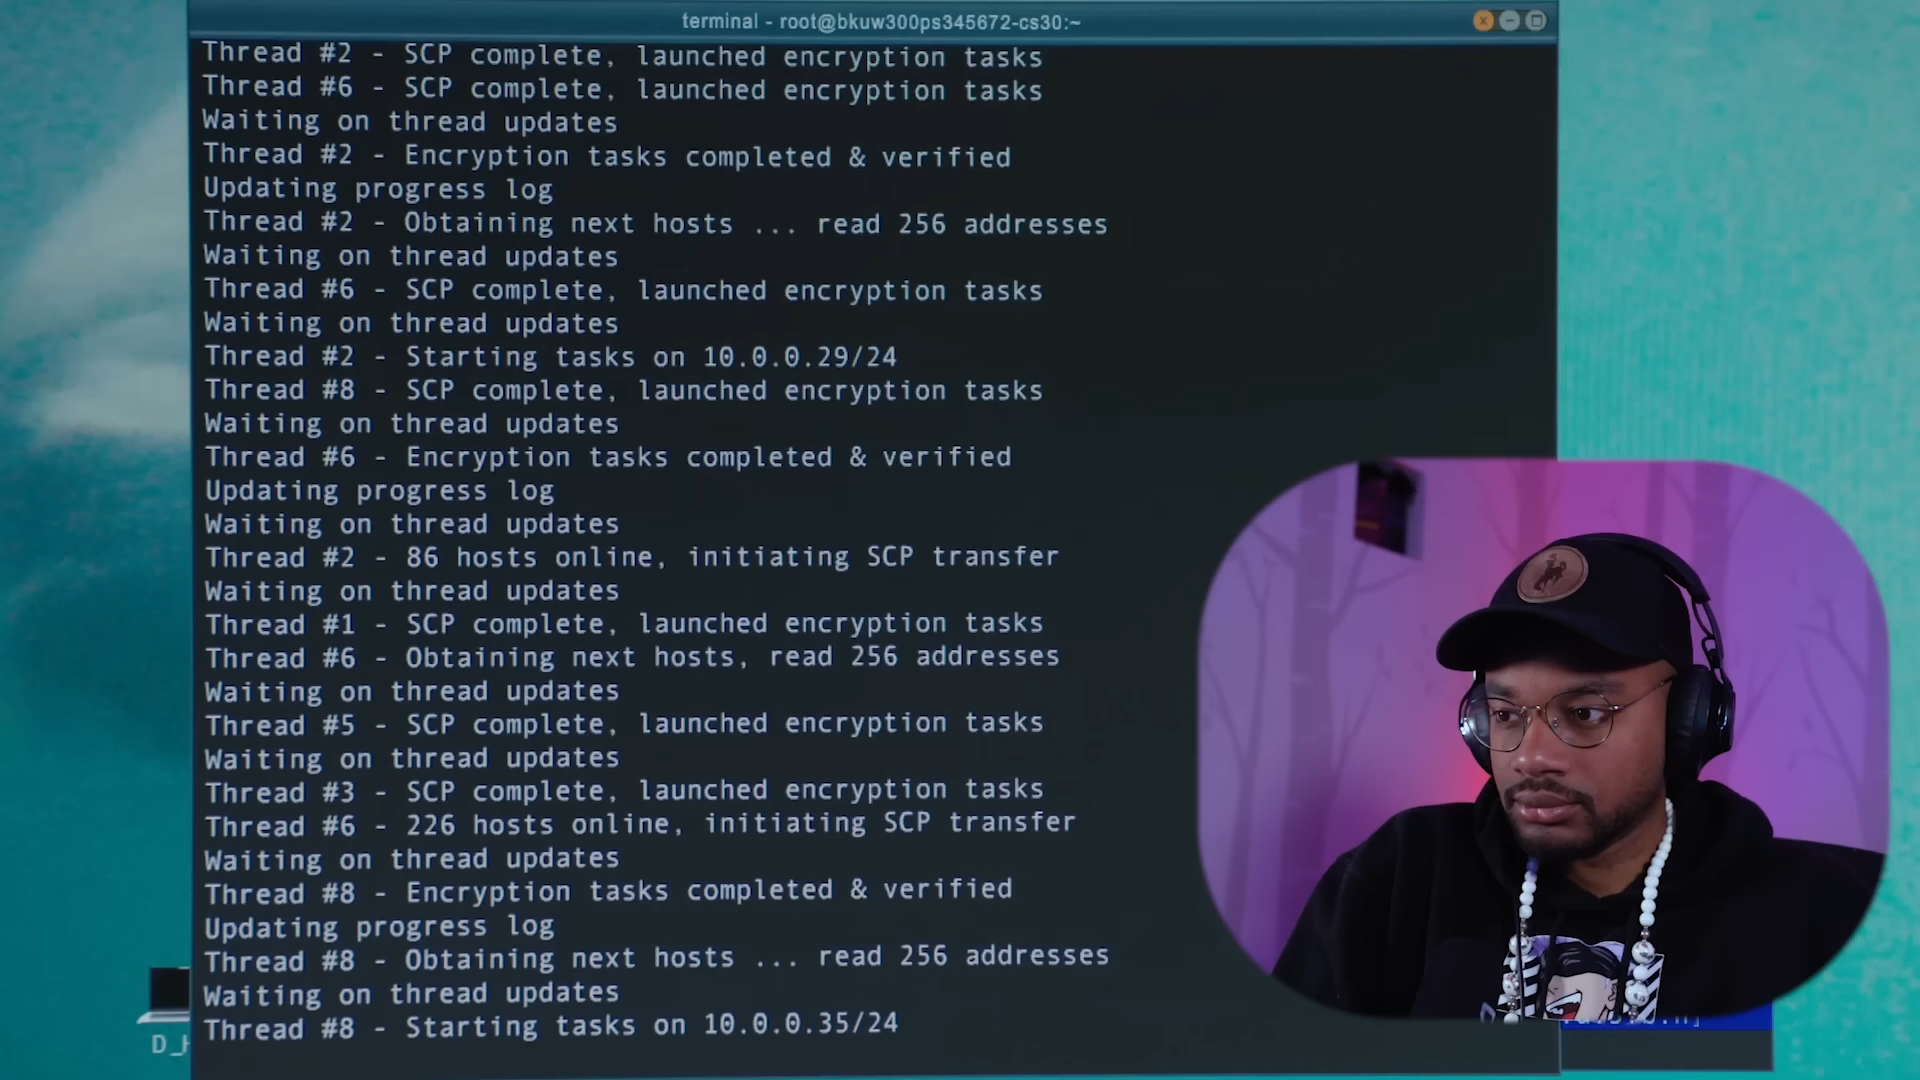 terminal - root@bkuw300ps345672-cs30:~
Thread #2 - SCP complete, launched encryption tasks
Thread #6 - SCP complete, launched encryption tasks
Waiting on thread updates
Thread #2 - Encryption tasks completed & verified
Updating progress log
Thread #2 - Obtaining next hosts ... read 256 addresses
Waiting on thread updates
Thread #6 - SCP complete, launched encryption tasks
Waiting on thread updates
Thread #2 - Starting tasks on 10.0.0.29/24
Thread #8 - SCP complete, launched encryption tasks
Waiting on thread updates
Thread #6 - Encryption tasks completed & verified
Updating progress log
Waiting on thread updates
Thread #2 - 86 hosts online, initiating SCP transfer
Waiting on thread updates
Thread #1 - SCP complete, launched encryption tasks
Thread #6 - Obtaining next hosts, read 256 addresses
Waiting on thread updates
Thread #5 - SCP complete, launched encryption tasks
Waiting on thread updates
Thread #3 - SCP complete, launched encryption tasks
Thread #6 - 226 hosts online, initiating SCP transfer
Waiting on thread updates
Thread #8 - Encryption tasks completed & verified
Updating progress log
Thread #8 - Obtaining next hosts ... read 256 addresses
Waiting on thread updates
Thread #8 - Starting tasks on 10.0.0.35/24